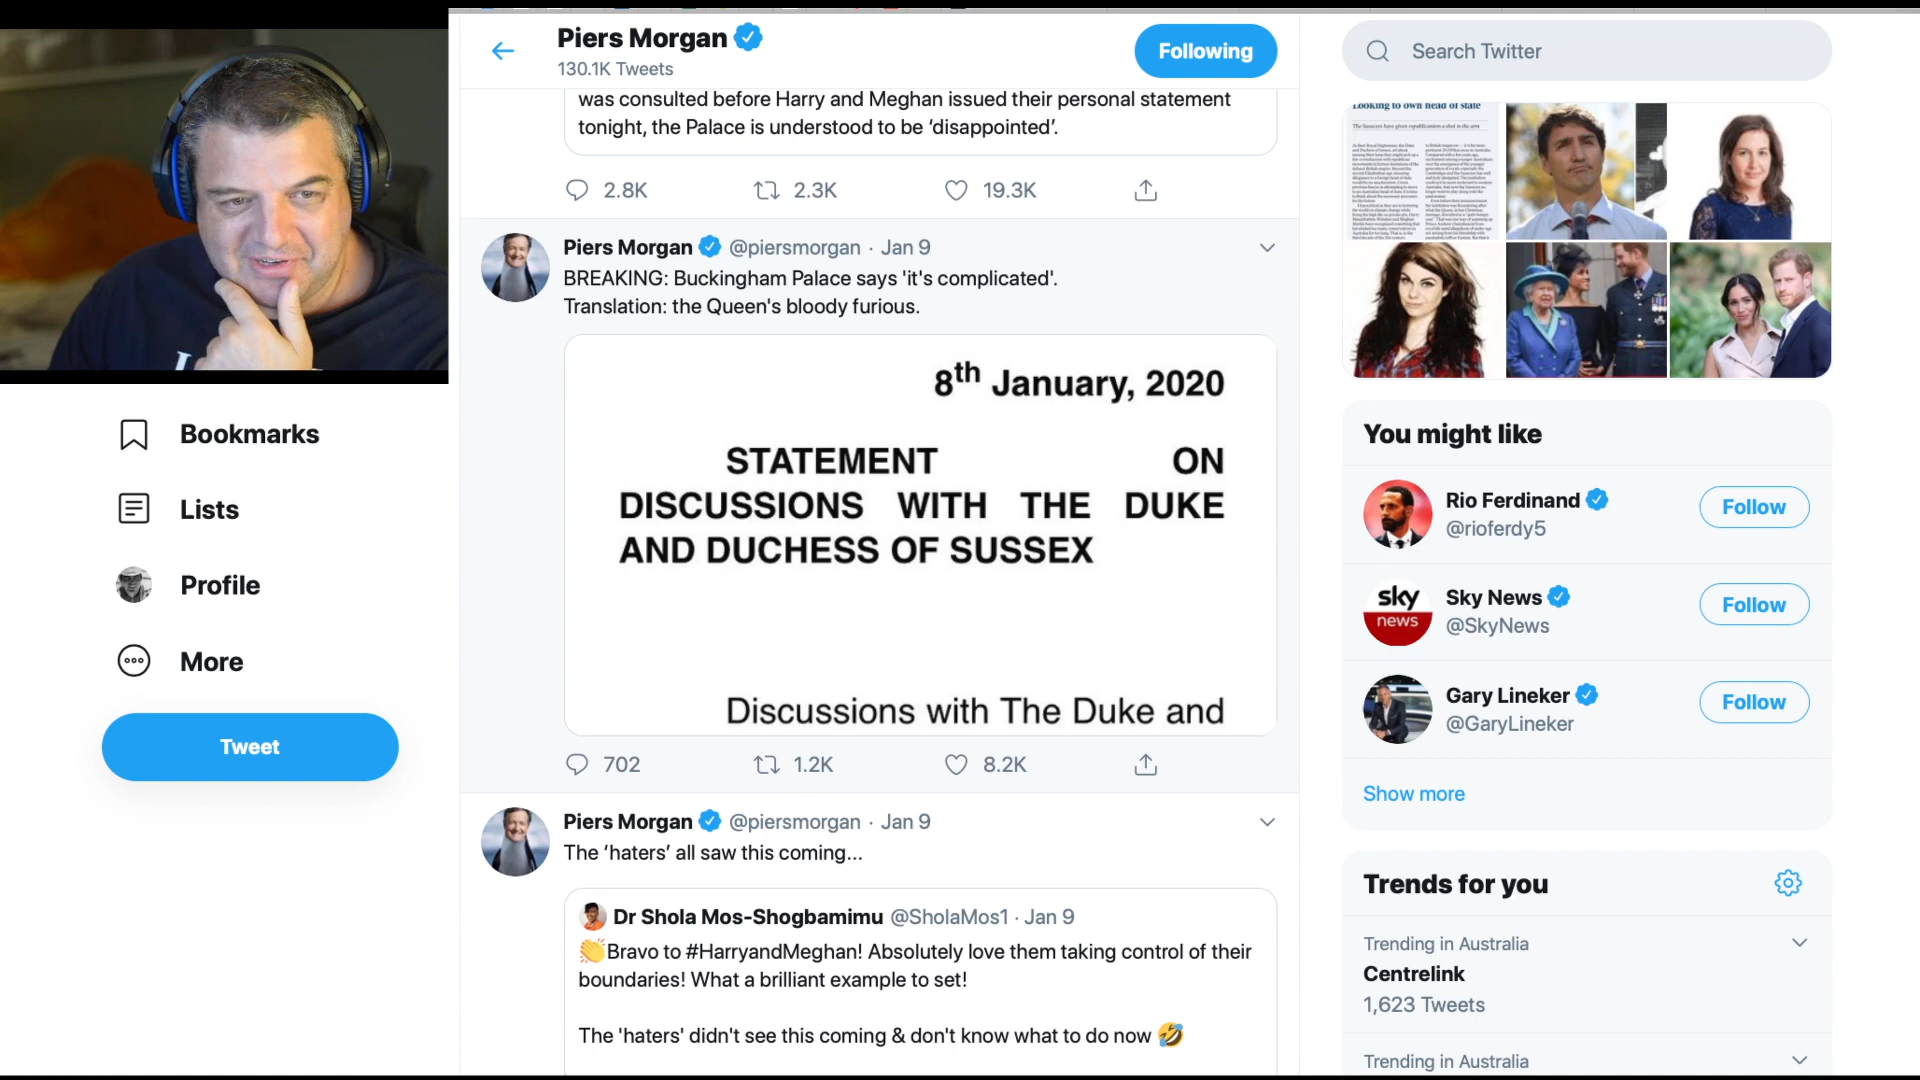 Piers Morgan
130.1K Tweets
Following
Search Twitter
was consulted before Harry and Meghan issued their personal statement
tonight, the Palace is understood to be ‘disappointed’.
2.8K
2.3K
19.3K
Piers Morgan @piersmorgan · Jan 9
BREAKING: Buckingham Palace says 'it's complicated'.
Translation: the Queen's bloody furious.
8th January, 2020
STATEMENT ON
DISCUSSIONS WITH THE DUKE
AND DUCHESS OF SUSSEX
Discussions with The Duke and
702
1.2K
8.2K
Piers Morgan @piersmorgan · Jan 9
The ‘haters’ all saw this coming...
Dr Shola Mos-Shogbamimu @SholaMos1 · Jan 9
👏Bravo to #HarryandMeghan! Absolutely love them taking control of their
boundaries! What a brilliant example to set!
The 'haters' didn't see this coming & don't know what to do now 🤣
Bookmarks
Lists
Profile
More
Tweet
Looking to own head of state
You might like
Rio Ferdinand
@rioferdy5
Follow
sky
news
Sky News
@SkyNews
Follow
Gary Lineker
@GaryLineker
Follow
Show more
Trends for you
Trending in Australia
Centrelink
1,623 Tweets
Trending in Australia